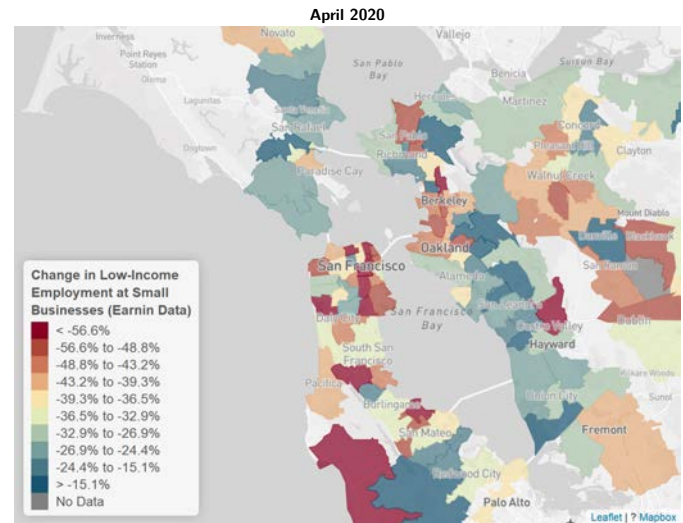 April 2020
Novato
Vallejo
Inverness
Point Reyes
Station
Olema
San Pablo
Bay
Suisun Bay
Benicia
Lagunitas
Martinez
San Rafael
San Pablo
Concord
Dogtown
Richmond
Pleasant Hill
Clayton
Paradise Cay
Walnut Creek
Berkeley
Mount Diablo
Oakland
Danville
Blackhawk
San Francisco
Alameda
San Ramon
Change in Low-Income
Employment at Small
Businesses (Earnin Data)
< -56.6%
-56.6% to -48.8%
-48.8% to -43.2%
-43.2% to -39.3%
-39.3% to -36.5%
-36.5% to -32.9%
-32.9% to -26.9%
-26.9% to -24.4%
-24.4% to -15.1%
> -15.1%
No Data
San Francisco
Bay
San Leandro
Daly City
Castro Valley
Dublin
South San
Francisco
Hayward
Pacifica
Kilkare Woods
Burlingame
Union City
Sunol
San Mateo
Fremont
Redwood City
Palo Alto
Leaflet | ? Mapbox